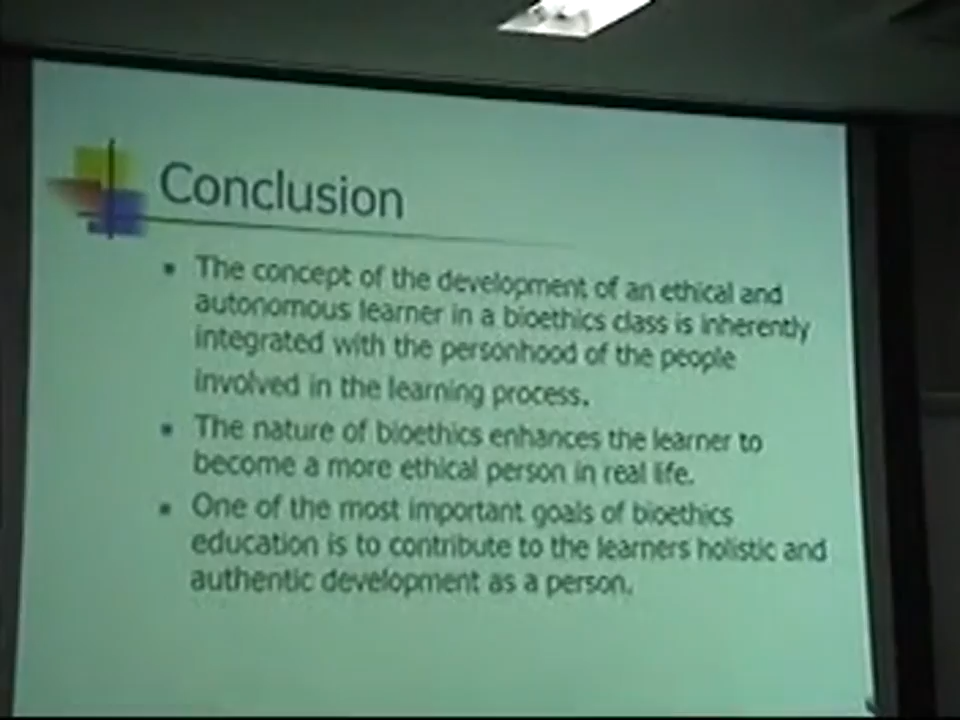 Conclusion
The concept of the development of an ethical and
autonomous learner in a bioethics class is inherently
integrated with the personhood of the people
involved in the learning process.
The nature of bioethics enhances the learner to
become a more ethical person in real life.
One of the most important goals of bioethics
education is to contribute to the learners holistic and
authentic development as a person.